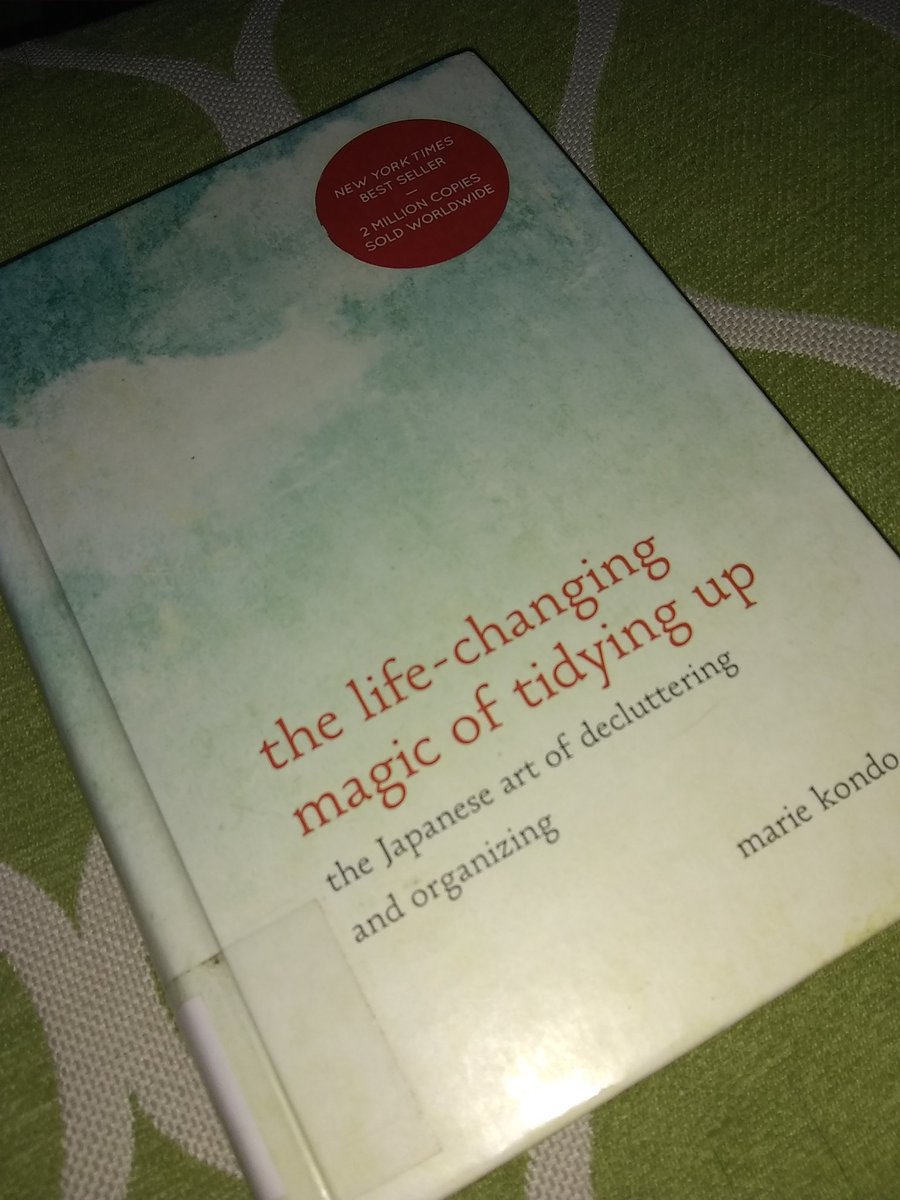 NEW YORK TIMES
BEST SELLER
—
2 MILLION COPIES
SOLD WORLDWIDE
the life-changing
magic of tidying up
the Japanese art of decluttering
and organizing
marie kondo